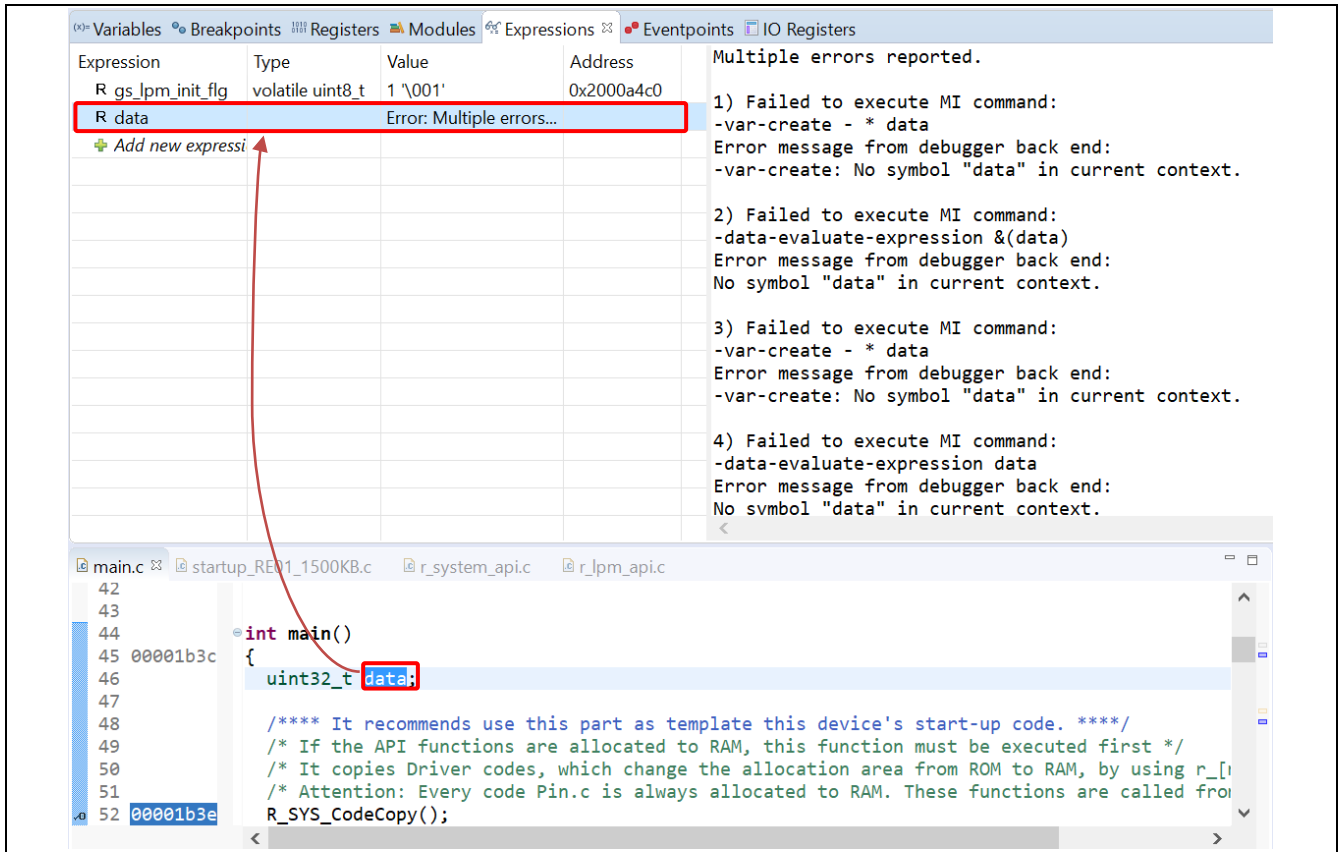 Variables Breakpoints Registers Modules Expressions Eventpoints IO Registers
Expression Type Value Address
R gs_lpm_init_flg volatile uint8_t 1 '\001' 0x2000a4c0
R data Error: Multiple errors...
Add new expressi
Multiple errors reported.
1) Failed to execute MI command:
-var-create - * data
Error message from debugger back end:
-var-create: No symbol "data" in current context.
2) Failed to execute MI command:
-data-evaluate-expression &(data)
Error message from debugger back end:
No symbol "data" in current context.
3) Failed to execute MI command:
-var-create - * data
Error message from debugger back end:
-var-create: No symbol "data" in current context.
4) Failed to execute MI command:
-data-evaluate-expression data
Error message from debugger back end:
No symbol "data" in current context.
main.c startup_RE01_1500KB.c r_system_api.c r_lpm_api.c
42
43
44 int main()
45 00001b3c {
46 uint32_t data;
47
48 /**** It recommends use this part as template this device's start-up code. ****/
49 /* If the API functions are allocated to RAM, this function must be executed first */
50 /* It copies Driver codes, which change the allocation area from ROM to RAM, by using r_[
51 /* Attention: Every code Pin.c is always allocated to RAM. These functions are called fro
52 00001b3e R_SYS_CodeCopy();